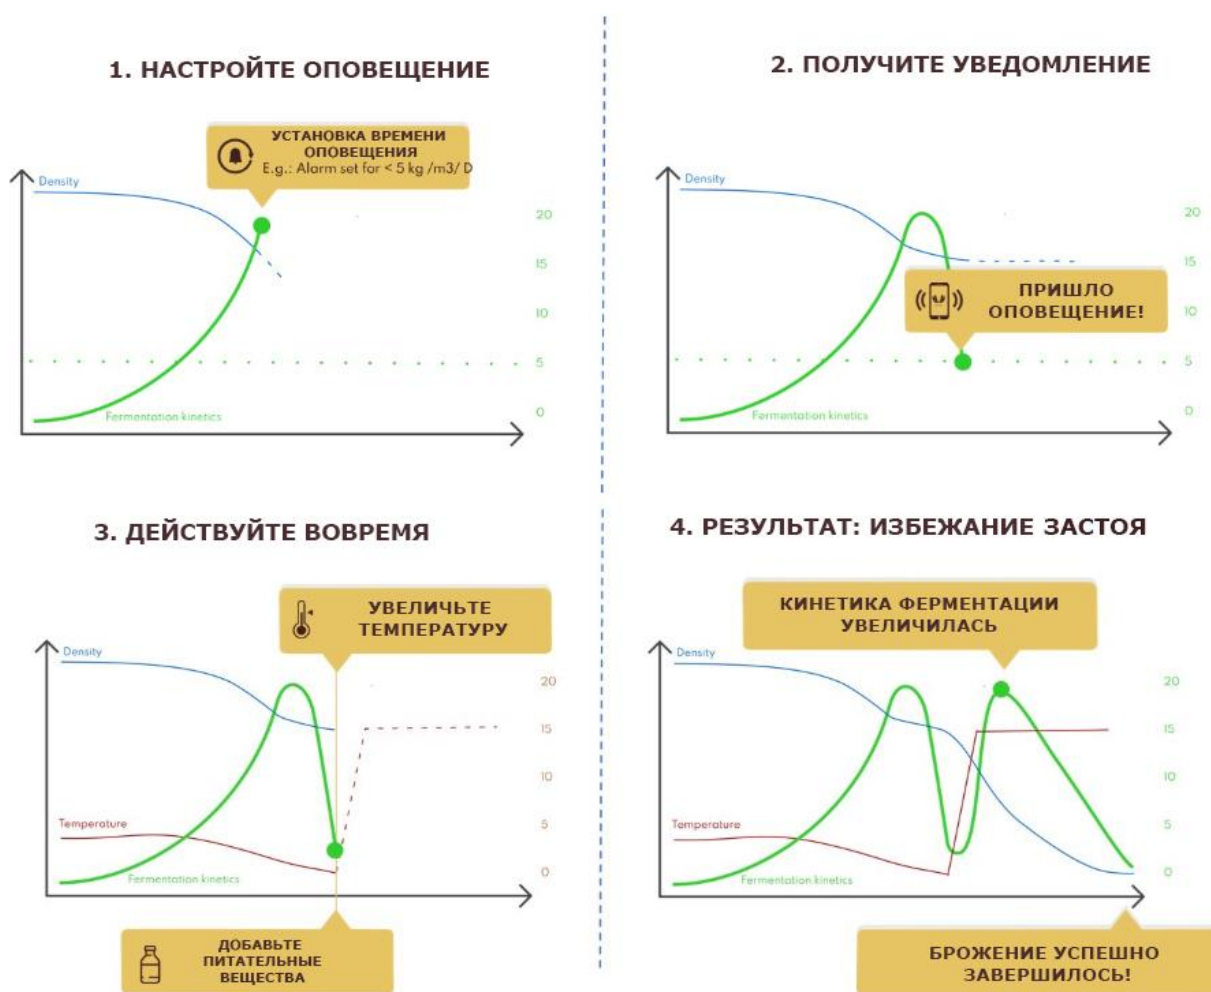 1. НАСТРОЙТЕ ОПОВЕЩЕНИЕ
УСТАНОВКА ВРЕМЕНИ
ОПОВЕЩЕНИЯ
E.g.: Alarm set for < 5 kg /m3/ D
Density
20
15
10
5
0
Fermentation kinetics
2. ПОЛУЧИТЕ УВЕДОМЛЕНИЕ
Density
20
15
ПРИШЛО
ОПОВЕЩЕНИЕ!
10
5
0
Fermentation kinetics
3. ДЕЙСТВУЙТЕ ВОВРЕМЯ
УВЕЛИЧЬТЕ
ТЕМПЕРАТУРУ
Density
20
15
10
5
Temperature
0
Fermentation kinetics
ДОБАВЬТЕ
ПИТАТЕЛЬНЫЕ
ВЕЩЕСТВА
4. РЕЗУЛЬТАТ: ИЗБЕЖАНИЕ ЗАСТОЯ
КИНЕТИКА ФЕРМЕНТАЦИИ
УВЕЛИЧИЛАСЬ
Density
20
15
10
5
Temperature
0
Fermentation kinetics
БРОЖЕНИЕ УСПЕШНО
ЗАВЕРШИЛОСЬ!